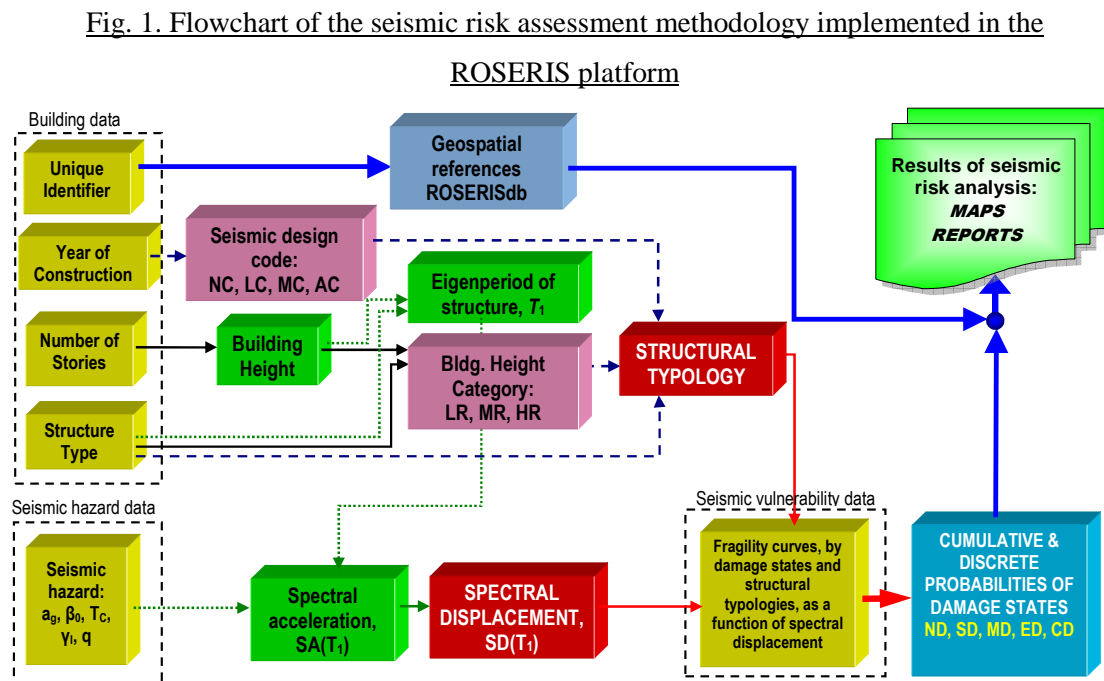 Fig. 1. Flowchart of the seismic risk assessment methodology implemented in the
ROSERIS platform
Building data
Unique
Identifier
Geospatial
references
ROSERISdb
Results of seismic
risk analysis:
MAPS
REPORTS
Year of
Construction
Seismic design
code:
NC, LC, MC, AC
Eigenperiod of
structure, T₁
Number of
Stories
Building
Height
Bldg. Height
Category:
LR, MR, HR
STRUCTURAL
TYPOLOGY
Structure
Type
Seismic hazard data
Seismic
hazard:
a₉, β₀, T_C,
γ_I, q
Spectral
acceleration,
SA(T₁)
SPECTRAL
DISPLACEMENT,
SD(T₁)
Seismic vulnerability data
Fragility curves, by
damage states and
structural
typologies, as a
function of spectral
displacement
CUMULATIVE &
DISCRETE
PROBABILITIES OF
DAMAGE STATES
ND, SD, MD, ED, CD